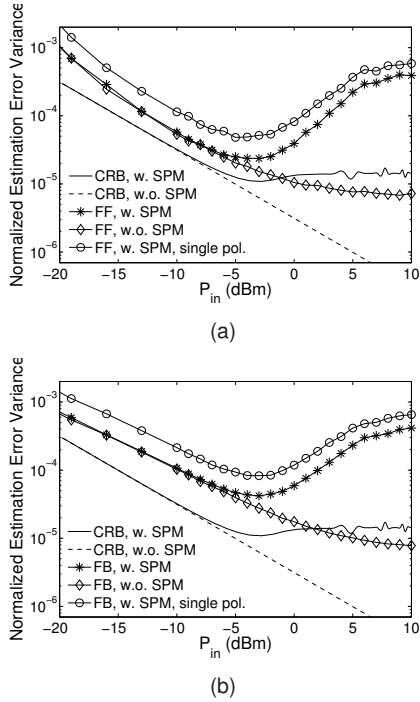 Normalized Estimation Error Variance
10⁻³
10⁻⁴
10⁻⁵
10⁻⁶
CRB, w. SPM
CRB, w.o. SPM
FF, w. SPM
FF, w.o. SPM
FF, w. SPM, single pol.
−20 −15 −10 −5 0 5 10
P_in (dBm)
(a)
Normalized Estimation Error Variance
10⁻³
10⁻⁴
10⁻⁵
10⁻⁶
CRB, w. SPM
CRB, w.o. SPM
FB, w. SPM
FB, w.o. SPM
FB, w. SPM, single pol.
−20 −15 −10 −5 0 5 10
P_in (dBm)
(b)